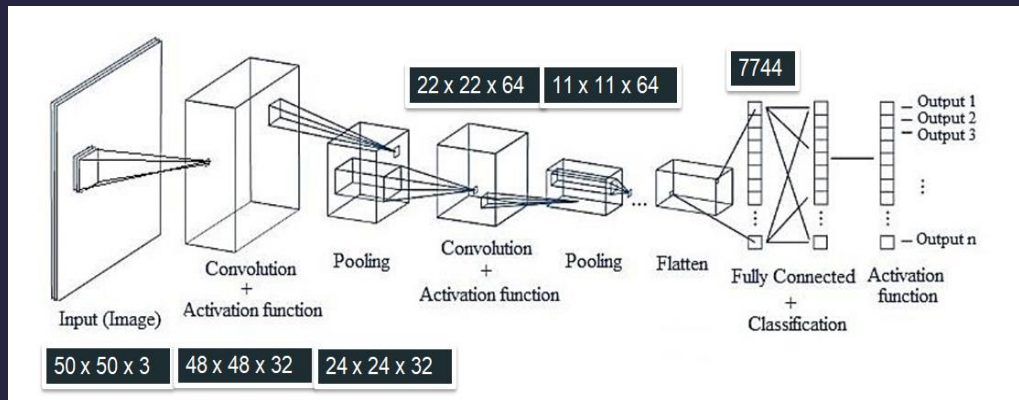 22 x 22 x 64
11 x 11 x 64
7744
Output 1
Output 2
Output 3
...
⋮
⋮
⋮
⋮
Output n
Convolution
+
Activation function
Pooling
Convolution
+
Activation function
Pooling
Flatten
Fully Connected
+
Classification
Activation
function
Input (Image)
50 x 50 x 3
48 x 48 x 32
24 x 24 x 32